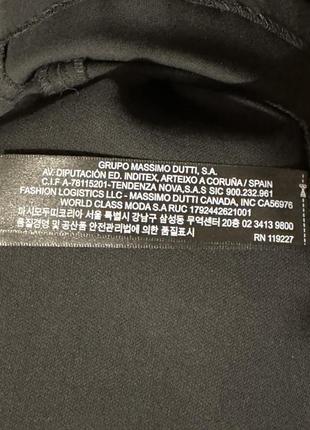 GRUPO MASSIMO DUTTI, S.A.
AV. DIPUTACIÓN ED. INDITEX, ARTEIXO A CORUÑA / SPAIN
C.I.F A-78115201-TENDENZA NOVA,S.A.S SIC 900.232.961
FASHION LOGISTICS LLC - MASSIMO DUTTI CANADA, INC CA56976
WORLD CLASS MODA S.A RUC 1792442621001
마시모두띠코리아 서울 특별시 강남구 삼성동 무역센터 20층 02 3413 9800
품질경영 및 공산품 안전관리법에 의한 품질표시
RN 119227